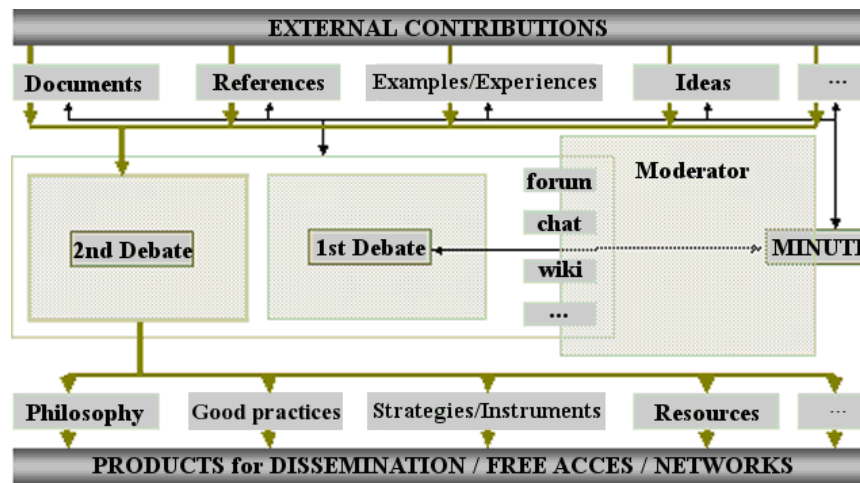 EXTERNAL CONTRIBUTIONS
Documents References Examples/Experiences Ideas ...
Moderator
forum
2nd Debate 1st Debate chat MINUTE
wiki
...
Philosophy Good practices Strategies/Instruments Resources ...
PRODUCTS for DISSEMINATION / FREE ACCES / NETWORKS